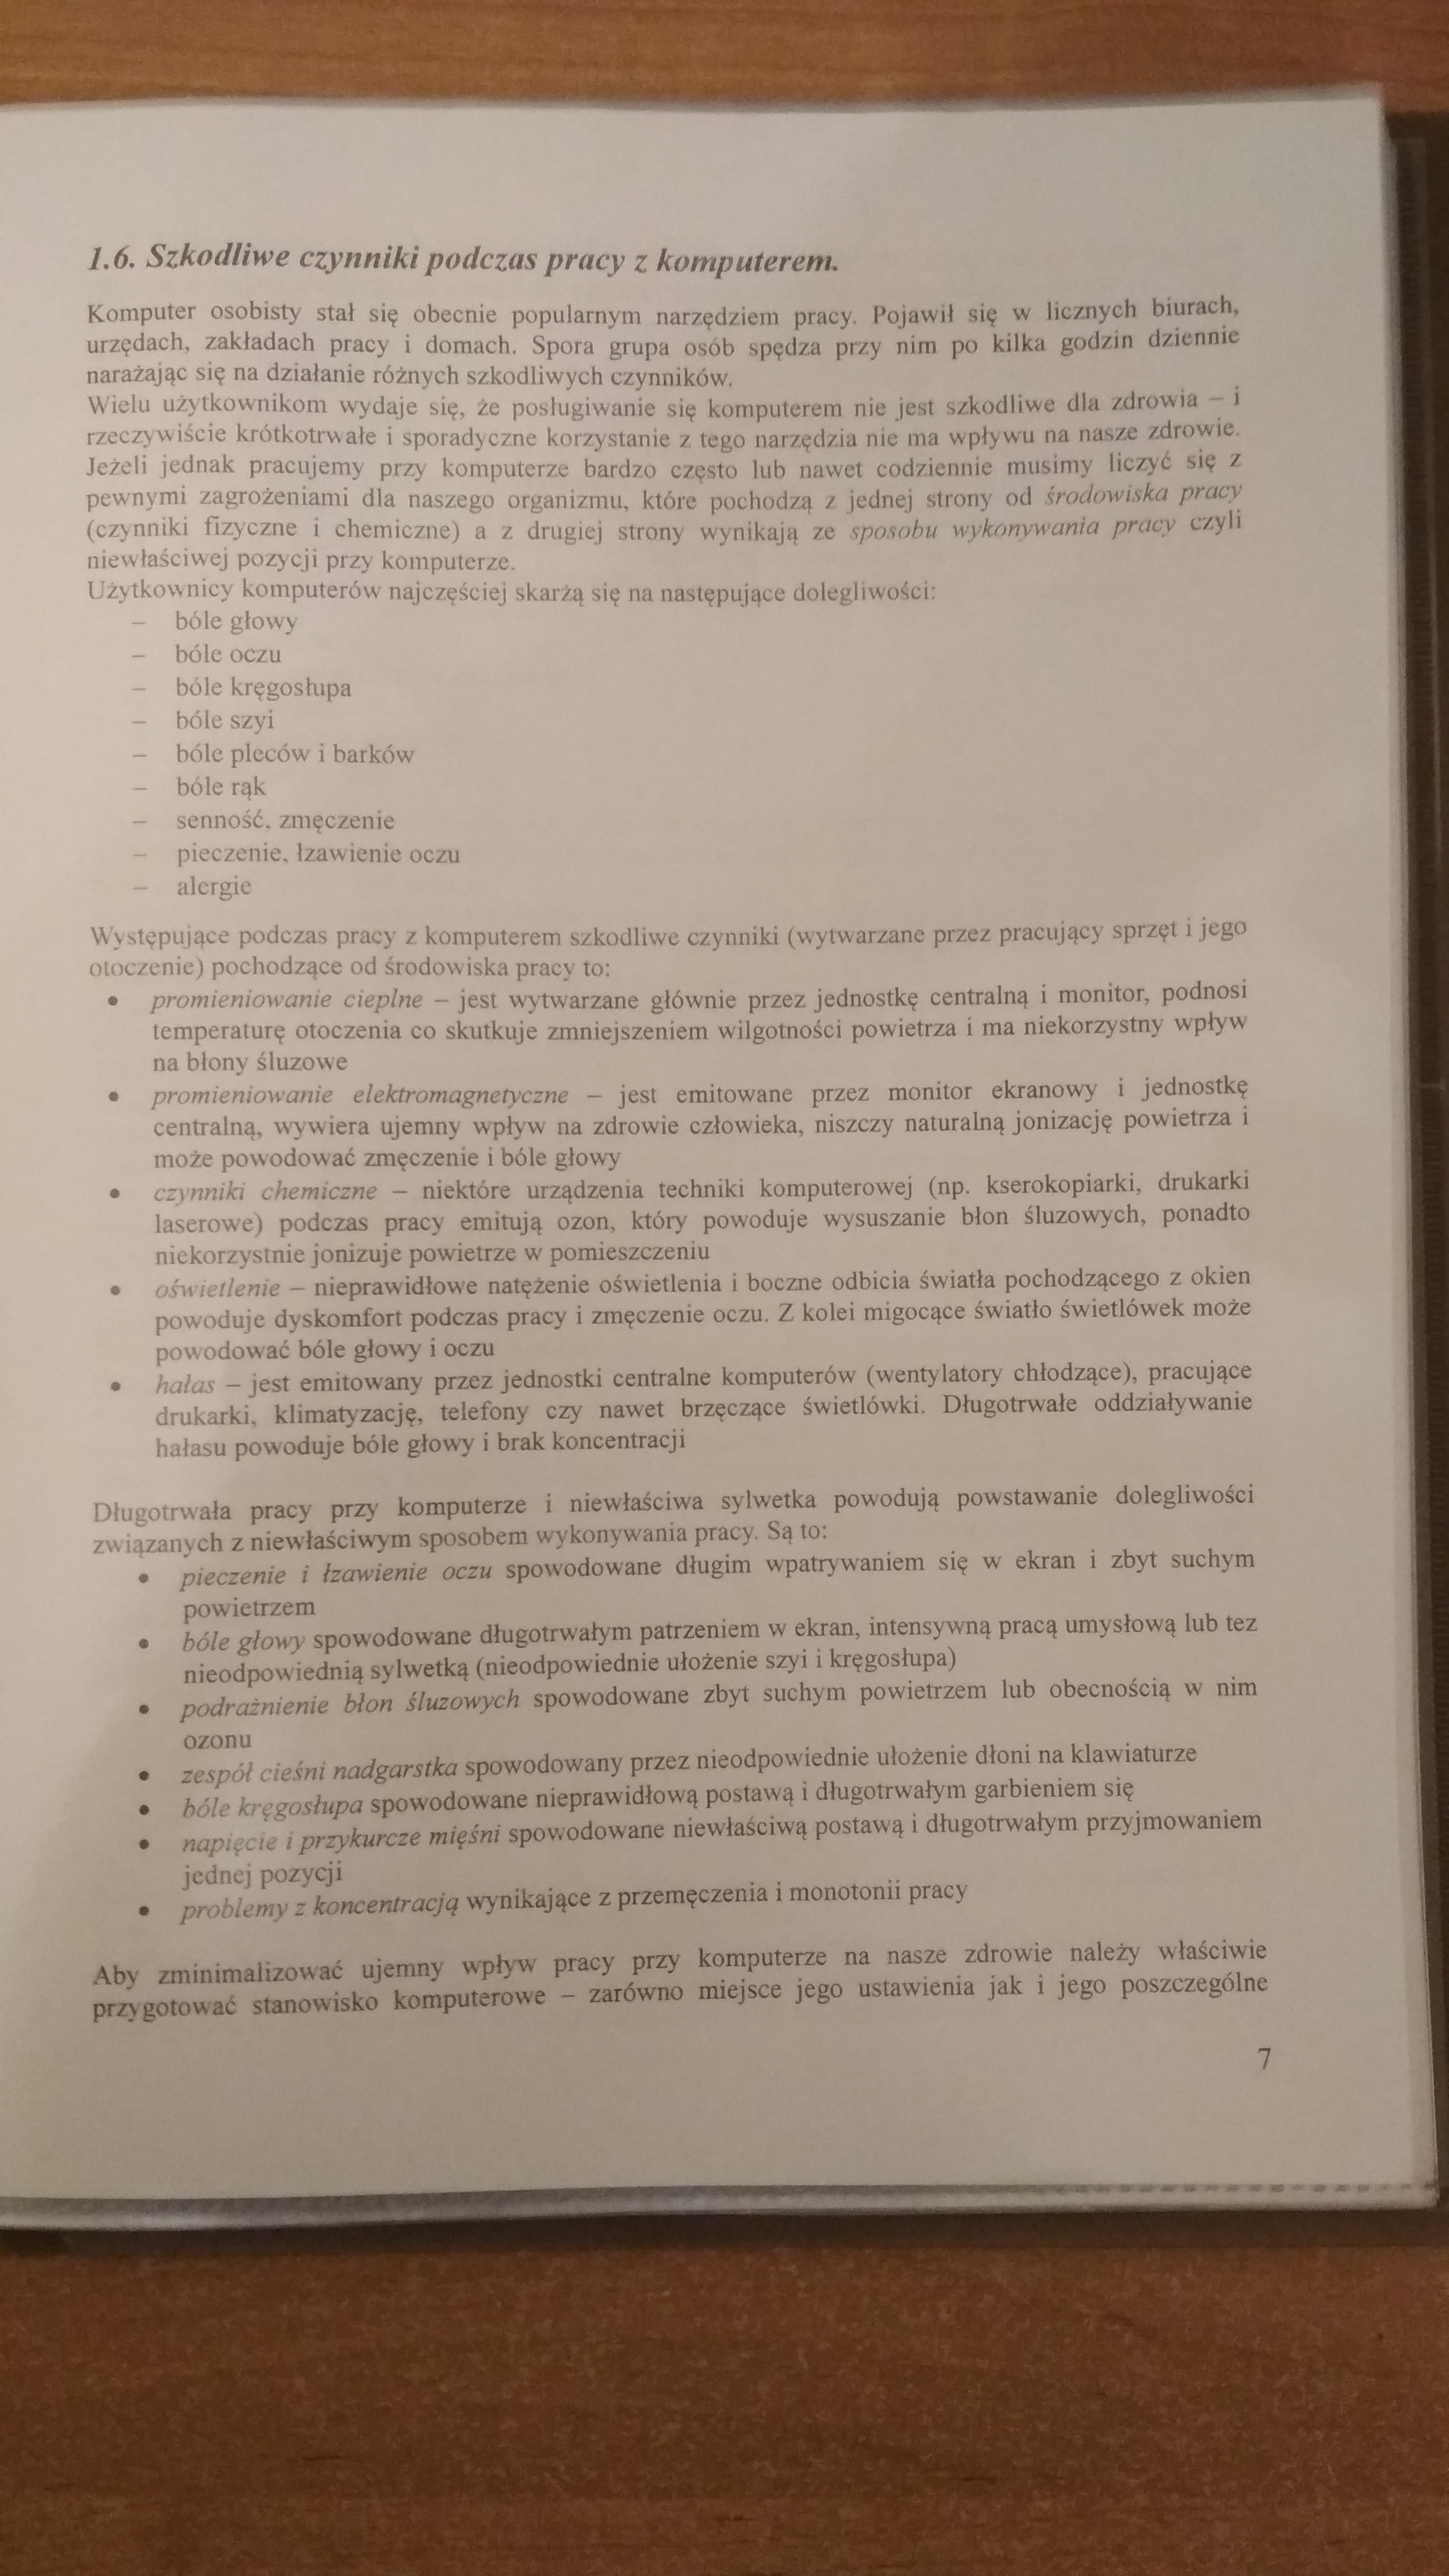 1.6. Szkodliwe czynniki podczas pracy z komputerem.
Komputer osobisty stał się obecnie popularnym narzędziem pracy. Pojawił się w licznych biurach,
urzędach, zakładach pracy i domach. Spora grupa osób spędza przy nim po kilka godzin dziennie
narażając się na działanie różnych szkodliwych czynników.
Wielu użytkownikom wydaje się, że posługiwanie się komputerem nie jest szkodliwe dla zdrowia – i
rzeczywiście krótkotrwałe i sporadyczne korzystanie z tego narzędzia nie ma wpływu na nasze zdrowie.
Jeżeli jednak pracujemy przy komputerze bardzo często lub nawet codziennie musimy liczyć się z
pewnymi zagrożeniami dla naszego organizmu, które pochodzą z jednej strony od środowiska pracy
(czynniki fizyczne i chemiczne) a z drugiej strony wynikają ze sposobu wykonywania pracy czyli
niewłaściwej pozycji przy komputerze.
Użytkownicy komputerów najczęściej skarżą się na następujące dolegliwości:
– bóle głowy
– bóle oczu
– bóle kręgosłupa
– bóle szyi
– bóle pleców i barków
– bóle rąk
– senność, zmęczenie
– pieczenie, łzawienie oczu
– alergie
Występujące podczas pracy z komputerem szkodliwe czynniki (wytwarzane przez pracujący sprzęt i jego
otoczenie) pochodzące od środowiska pracy to:
• promieniowanie cieplne – jest wytwarzane głównie przez jednostkę centralną i monitor, podnosi
temperaturę otoczenia co skutkuje zmniejszeniem wilgotności powietrza i ma niekorzystny wpływ
na błony śluzowe
• promieniowanie elektromagnetyczne – jest emitowane przez monitor ekranowy i jednostkę
centralną, wywiera ujemny wpływ na zdrowie człowieka, niszczy naturalną jonizację powietrza i
może powodować zmęczenie i bóle głowy
• czynniki chemiczne – niektóre urządzenia techniki komputerowej (np. kserokopiarki, drukarki
laserowe) podczas pracy emitują ozon, który powoduje wysuszanie błon śluzowych, ponadto
niekorzystnie jonizuje powietrze w pomieszczeniu
• oświetlenie – nieprawidłowe natężenie oświetlenia i boczne odbicia światła pochodzącego z okien
powoduje dyskomfort podczas pracy i zmęczenie oczu. Z kolei migocące światło świetlówek może
powodować bóle głowy i oczu
• hałas – jest emitowany przez jednostki centralne komputerów (wentylatory chłodzące), pracujące
drukarki, klimatyzację, telefony czy nawet brzęczące świetlówki. Długotrwałe oddziaływanie
hałasu powoduje bóle głowy i brak koncentracji
Długotrwała pracy przy komputerze i niewłaściwa sylwetka powodują powstawanie dolegliwości
związanych z niewłaściwym sposobem wykonywania pracy. Są to:
• pieczenie i łzawienie oczu spowodowane długim wpatrywaniem się w ekran i zbyt suchym
powietrzem
• bóle głowy spowodowane długotrwałym patrzeniem w ekran, intensywną pracą umysłową lub tez
nieodpowiednią sylwetką (nieodpowiednie ułożenie szyi i kręgosłupa)
• podrażnienie błon śluzowych spowodowane zbyt suchym powietrzem lub obecnością w nim
ozonu
• zespół cieśni nadgarstka spowodowany przez nieodpowiednie ułożenie dłoni na klawiaturze
• bóle kręgosłupa spowodowane nieprawidłową postawą i długotrwałym garbieniem się
• napięcie i przykurcze mięśni spowodowane niewłaściwą postawą i długotrwałym przyjmowaniem
jednej pozycji
• problemy z koncentracją wynikające z przemęczenia i monotonii pracy
Aby zminimalizować ujemny wpływ pracy przy komputerze na nasze zdrowie należy właściwie
przygotować stanowisko komputerowe – zarówno miejsce jego ustawienia jak i jego poszczególne
7